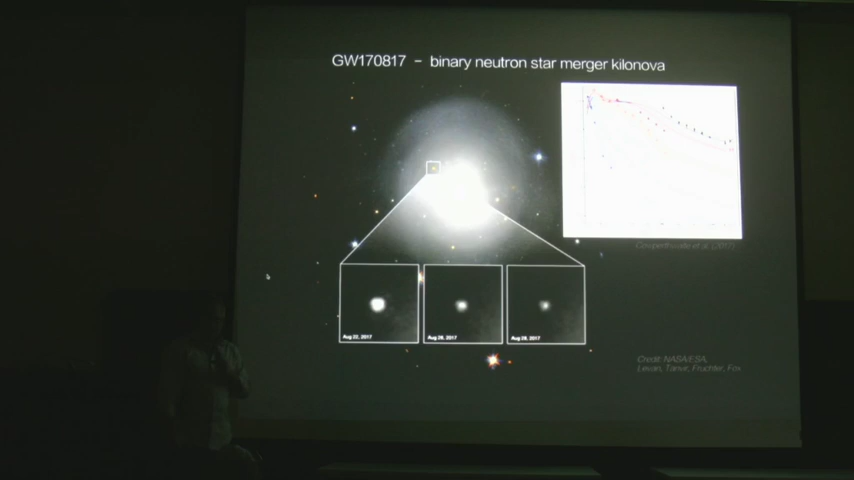 GW170817 - binary neutron star merger kilonova
Cowperthwaite et al. (2017)
Aug 22, 2017
Aug 26, 2017
Aug 28, 2017
Credit: NASA/ESA,
Levan, Tanvir, Fruchter, Fox